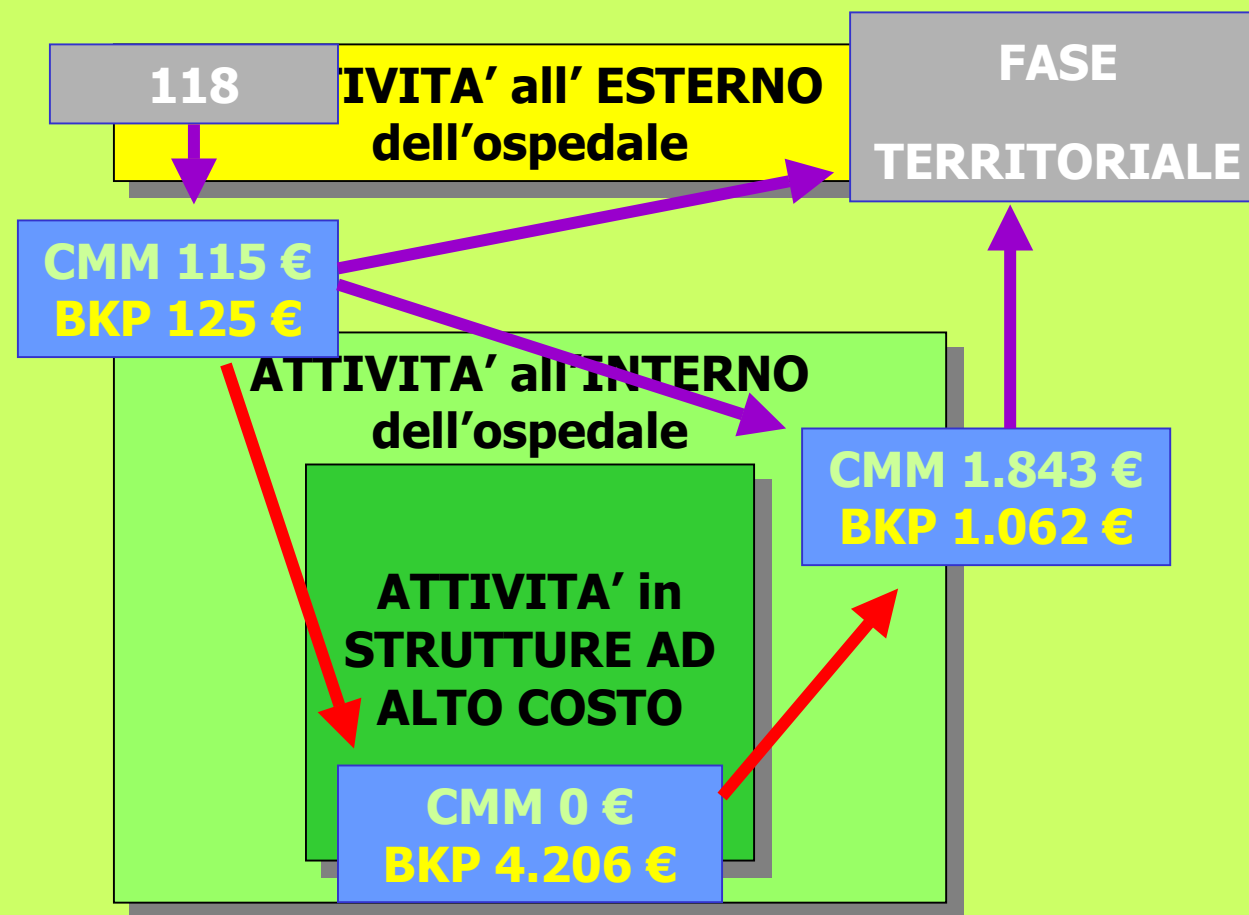 118
IVITA’ all’ ESTERNO
dell’ospedale
FASE
TERRITORIALE
CMM 115 €
BKP 125 €
ATTIVITA’ all’INTERNO
dell’ospedale
CMM 1.843 €
BKP 1.062 €
ATTIVITA’ in
STRUTTURE AD
ALTO COSTO
CMM 0 €
BKP 4.206 €